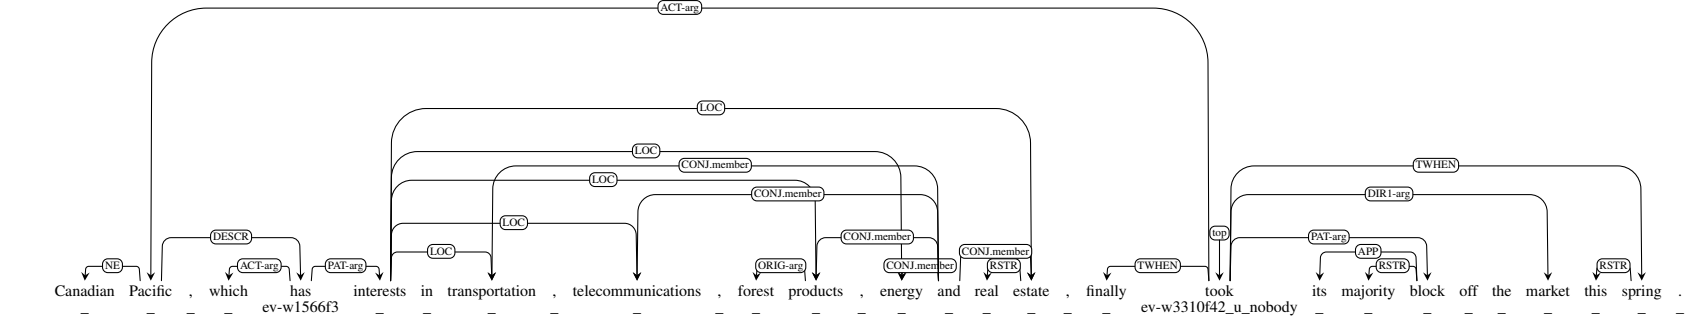 ACT-arg
LOC
LOC
CONJ.member
TWHEN
LOC
CONJ.member
DIR1-arg
LOC
top
DESCR
CONJ.member
PAT-arg
LOC
CONJ.member
APP
NE
ACT-arg
PAT-arg
ORIG-arg
CONJ.member
RSTR
TWHEN
RSTR
RSTR
Canadian Pacific , which has interests in transportation , telecommunications , forest products , energy and real estate , finally took its majority block off the market this spring .
_ _ _ _ ev-w1566f3 _ _ _ _ _ _ _ _ _ _ _ _ _ _ _ ev-w3310f42_u_nobody _ _ _ _ _ _ _ _ _